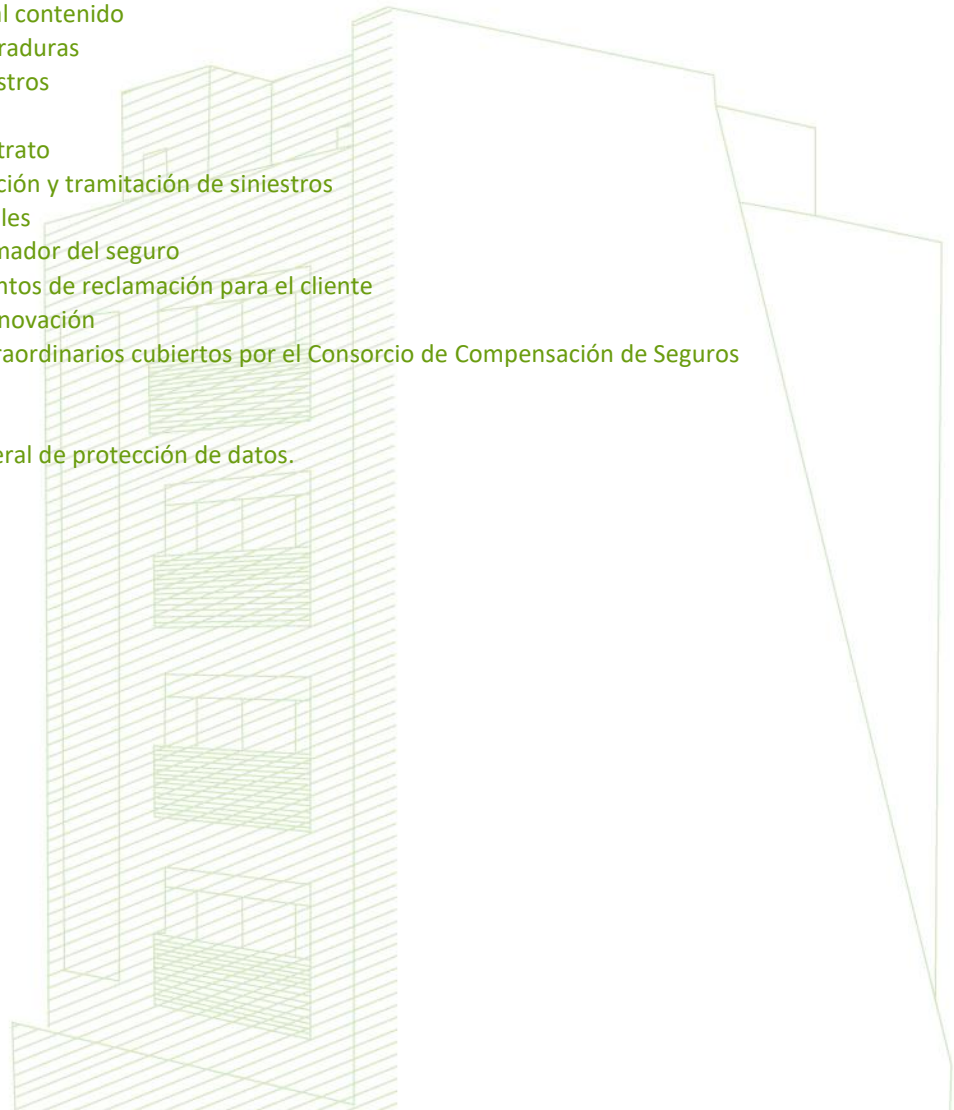 al contenido
raduras
stros
trato
ción y tramitación de siniestros
les
mador del seguro
ntos de reclamación para el cliente
novación
raordinarios cubiertos por el Consorcio de Compensación de Seguros
eral de protección de datos.